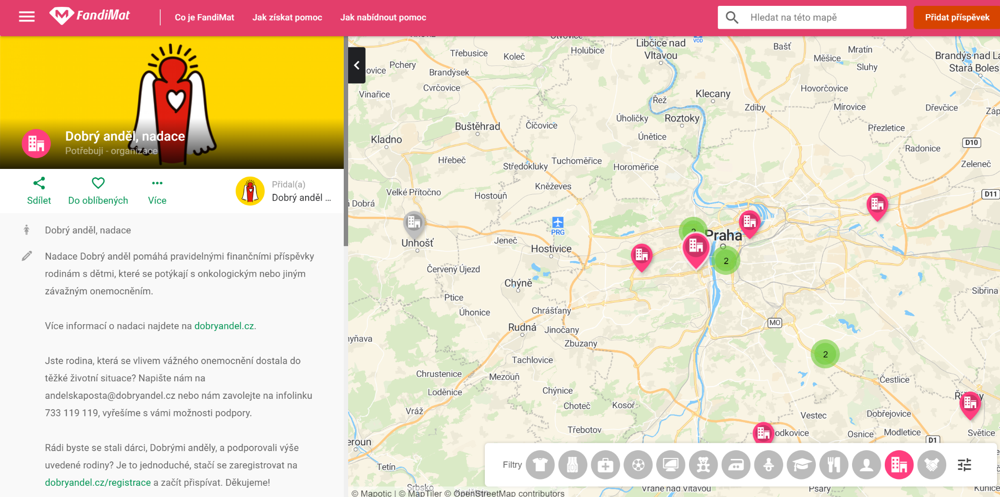 FandiMat
Co je FandiMat
Jak získat pomoc
Jak nabídnout pomoc
Hledat na této mapě
Přidat příspěvek
Dobrý anděl, nadace
Potřebuji - organizace
Sdílet
Do oblíbených
Více
Přidal(a)
Dobrý anděl ...
Dobrý anděl, nadace
Nadace Dobrý anděl pomáhá pravidelnými finančními příspěvky
rodinám s dětmi, které se potýkají s onkologickým nebo jiným
závažným onemocněním.
Více informací o nadaci najdete na dobryandel.cz.
Jste rodina, která se vlivem vážného onemocnění dostala do
těžké životní situace? Napište nám na
andelskaposta@dobryandel.cz nebo nám zavolejte na infolinku
733 119 119, vyřešíme s vámi možnosti podpory.
Rádi byste se stali dárci, Dobrými anděly, a podporovali výše
uvedené rodiny? Je to jednoduché, stačí se zaregistrovat na
dobryandel.cz/registrace a začít přispívat. Děkujeme!
VOD
Libčice nad
Vltavou
Bašť
Mratín
Měšice
Sluhy
Brandýs nad La
Stará Bolesl
Třebusice
Koleč
Holubice
Pchery
ovice
Brandýsek
Cvrčovice
Vinařice
Klecany
Hovorčovice
Řež
Zdiby
Mírovice
Dřevčice
Záp
Úholičky
Roztoky
Buštěhrad
Číčovice
Únětice
Přezletice
Kladno
D10
Radonice
Hřebeč
Tuchoměřice
Středokluky
Horoměřice
Zeleneč
Kněževes
Velké Přítočno
Hostouň
D11
á Dobrá
PRG
Praha
Unhošť
Jeneč
Hostivice
2
Červený Újezd
Chýně
Sibřina
Ptice
Úhonice
Chrášťany
Rudná
Jinočany
MO
nyňava
Zbuzany
2
Tachlovice
Chrustenice
Mezouň
Čestlice
Loděnice
Chýnice
Vráž
Choteč
Kosoř
Vestec
Dobřejovice
Třebotov
odkovice
Osnice
Modletice
Světice
eroun
D1
Tetín
Filtry
Srbsko
Vrané nad Vltavou
Psáry
Kunice
© Mapotic | © MapTiler © OpenStreetMap contributors